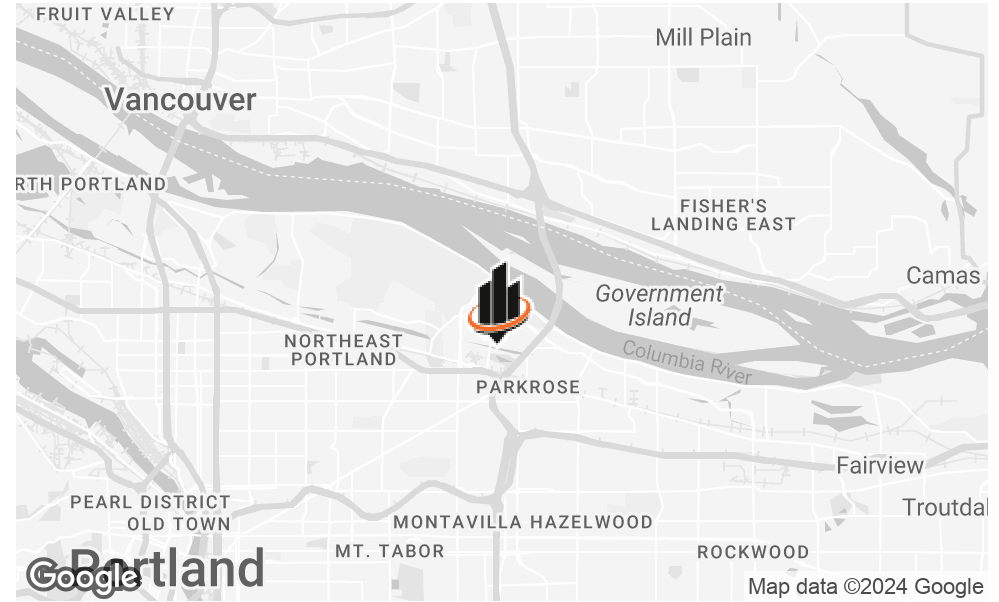 FRUIT VALLEY
Mill Plain
Vancouver
RTH PORTLAND
FISHER'S
LANDING EAST
Camas
Government
Island
NORTHEAST
PORTLAND
Columbia River
PARKROSE
Fairview
PEARL DISTRICT
OLD TOWN
Troutdal
MONTAVILLA HAZELWOOD
MT. TABOR
ROCKWOOD
Portland
Google
Map data ©2024 Google